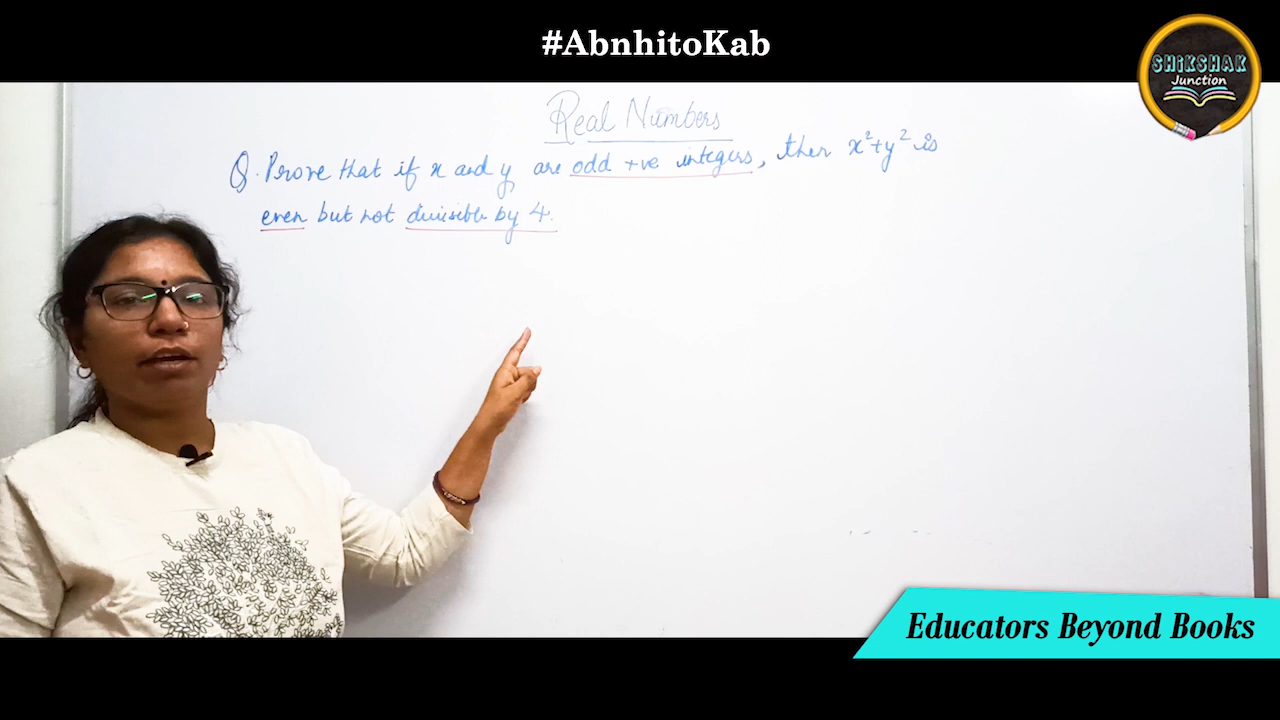 #AbnhitoKab
SHIKSHAK
Junction
Real Numbers
Q. Prove that if x and y are odd +ve integers, then x²+y² is
even but not divisible by 4.
Educators Beyond Books